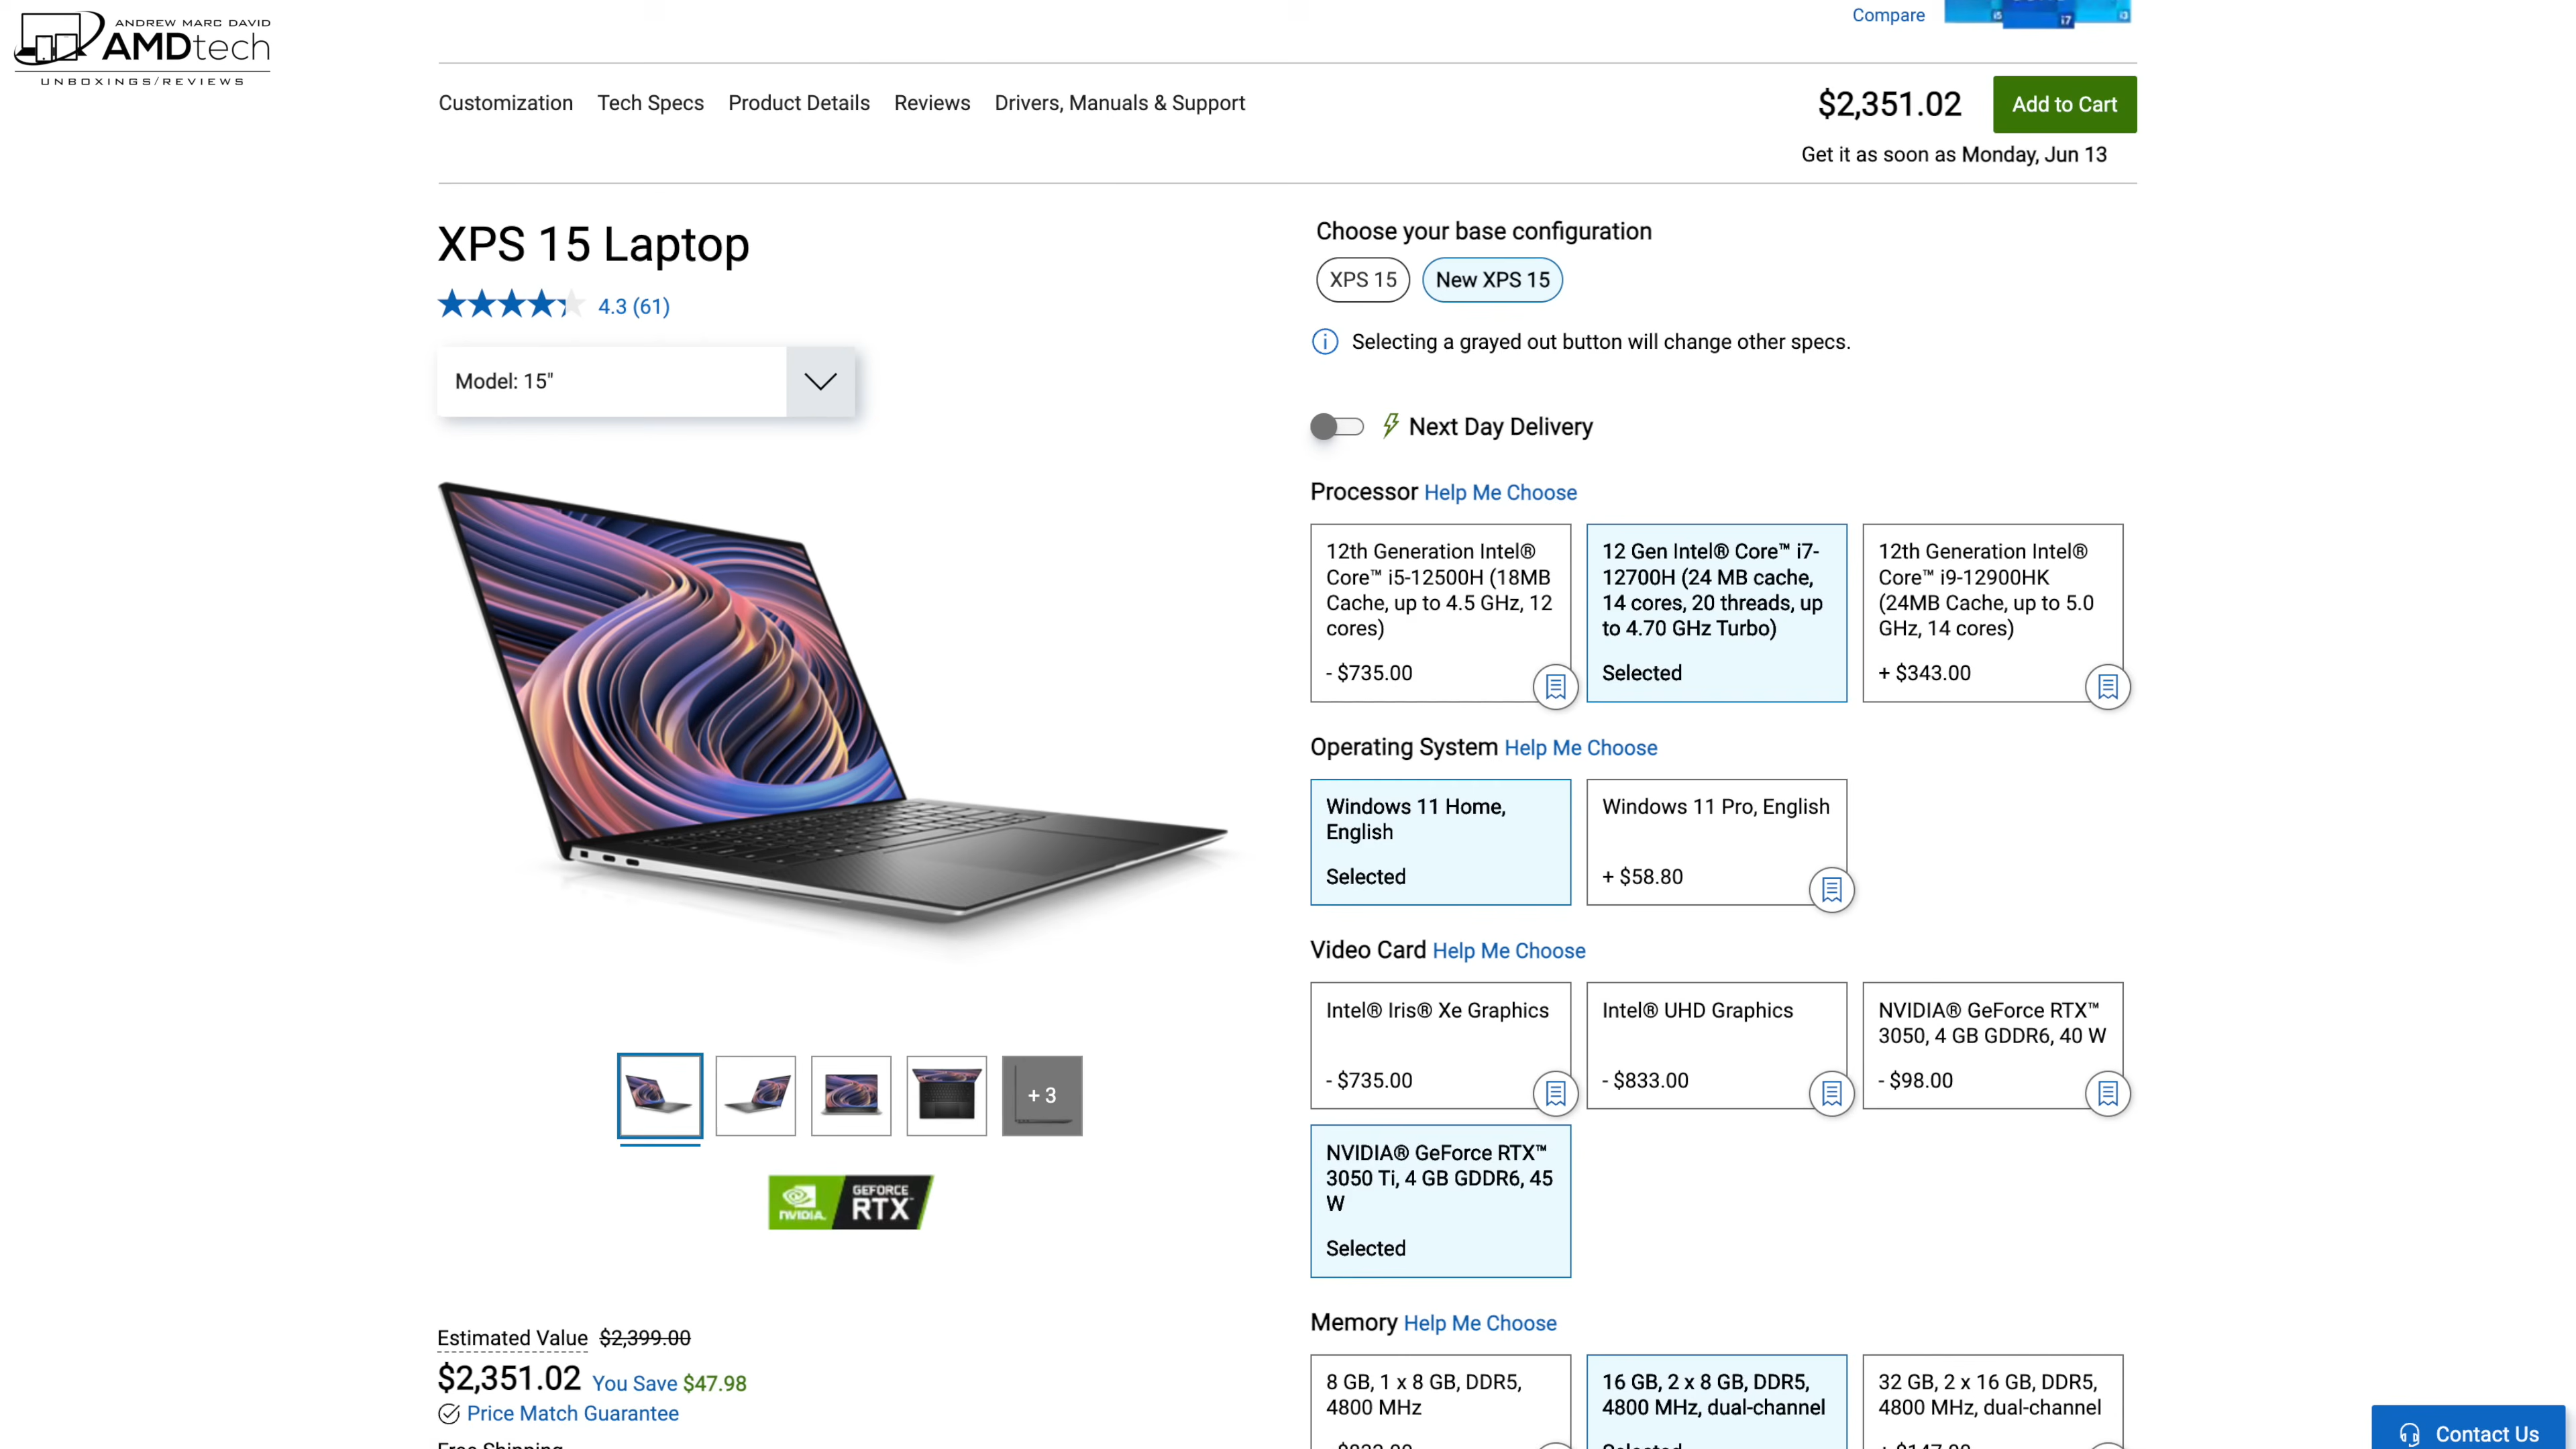 ANDREW MARC DAVID
AMDtech
UNBOXINGS/REVIEWS
Compare
i5
i7
i3
Customization Tech Specs Product Details Reviews Drivers, Manuals & Support
$2,351.02
Add to Cart
Get it as soon as Monday, Jun 13
XPS 15 Laptop
4.3 (61)
Model: 15"
+ 3
NVIDIA.
GEFORCE
RTX™
Estimated Value $2,399.00
$2,351.02 You Save $47.98
Price Match Guarantee
Free Shipping
Choose your base configuration
XPS 15
New XPS 15
Selecting a grayed out button will change other specs.
Next Day Delivery
Processor Help Me Choose
12th Generation Intel®
Core™ i5-12500H (18MB
Cache, up to 4.5 GHz, 12
cores)
- $735.00
12 Gen Intel® Core™ i7-
12700H (24 MB cache,
14 cores, 20 threads, up
to 4.70 GHz Turbo)
Selected
12th Generation Intel®
Core™ i9-12900HK
(24MB Cache, up to 5.0
GHz, 14 cores)
+ $343.00
Operating System Help Me Choose
Windows 11 Home,
English
Selected
Windows 11 Pro, English
+ $58.80
Video Card Help Me Choose
Intel® Iris® Xe Graphics
- $735.00
Intel® UHD Graphics
- $833.00
NVIDIA® GeForce RTX™
3050, 4 GB GDDR6, 40 W
- $98.00
NVIDIA® GeForce RTX™
3050 Ti, 4 GB GDDR6, 45
W
Selected
Memory Help Me Choose
8 GB, 1 x 8 GB, DDR5,
4800 MHz
16 GB, 2 x 8 GB, DDR5,
4800 MHz, dual-channel
Selected
32 GB, 2 x 16 GB, DDR5,
4800 MHz, dual-channel
Contact Us